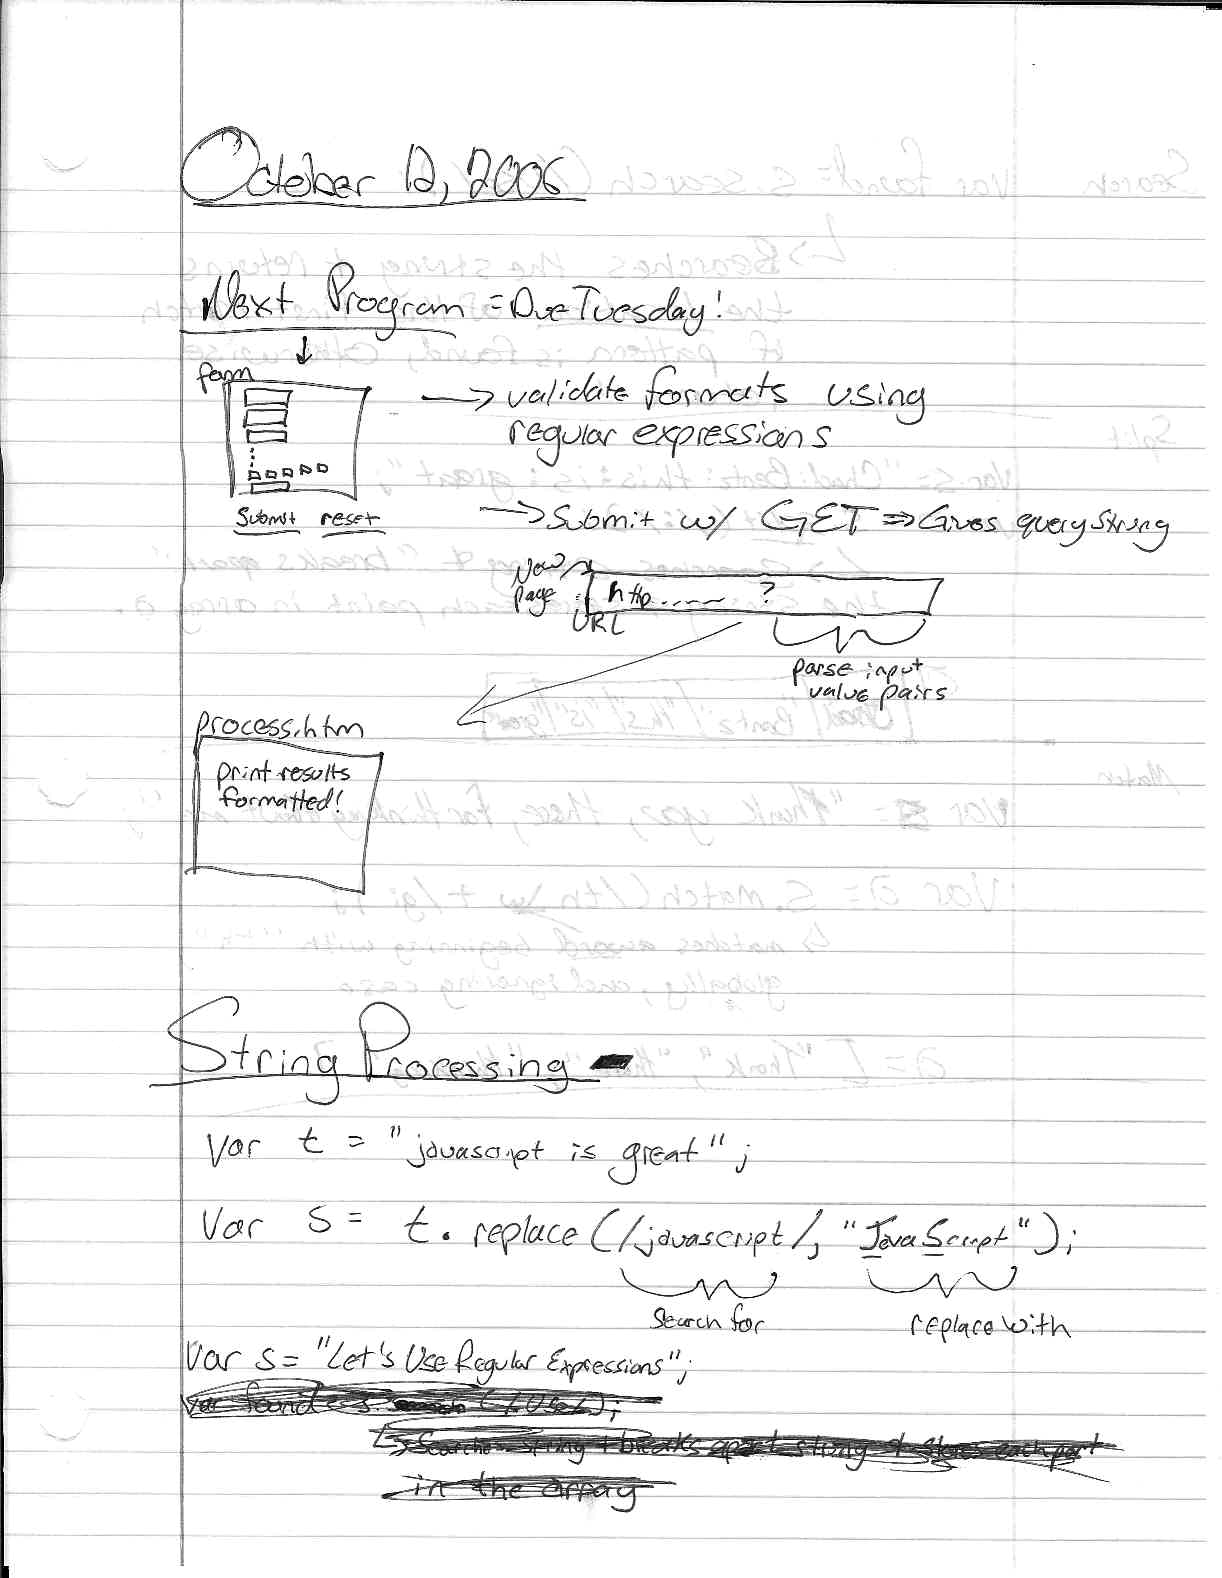 October 12, 2006
Next Program = Due Tuesday!
form
→ validate formats using
regular expressions
submit reset
→ Submit w/ GET ⇒ Gives query string
New
page
URL
http...... ?
parse input
value pairs
process.htm
print results
formatted!
String Processing
Var t = "javascript is great";
Var s = t.replace(/javascript/, "JavaScript");
Search for
replace with
Var s = "Let's Use Regular Expressions";
var found = s. (/Use/);
↳ Searches string + breaks apart string + stores each part
in the array